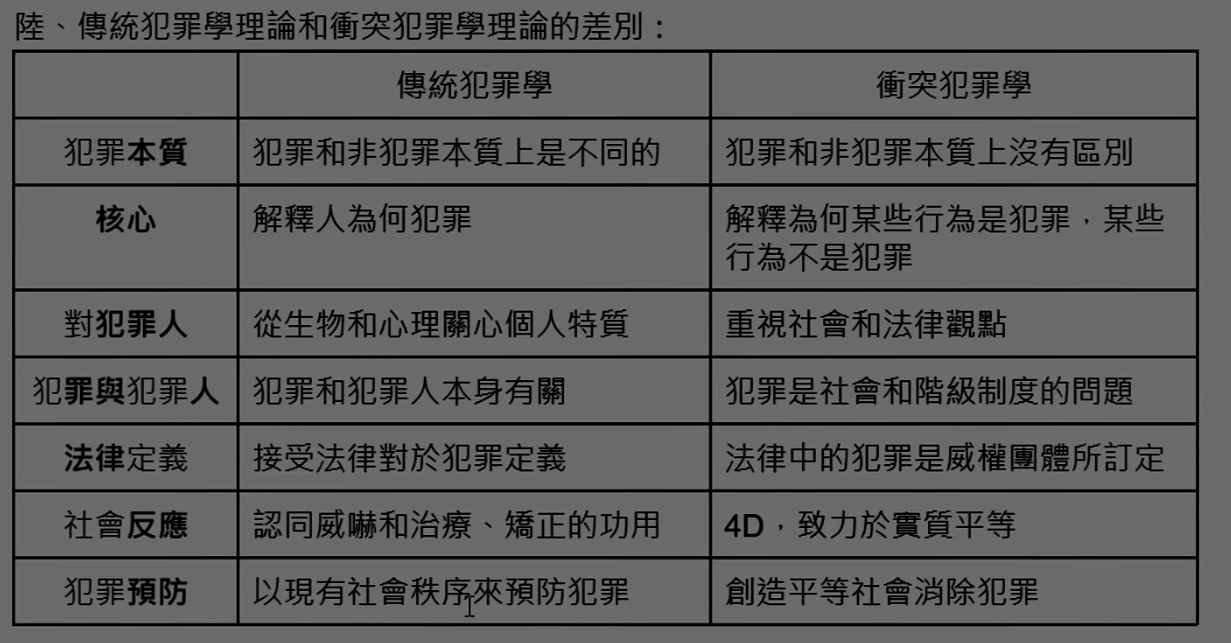 陸、傳統犯罪學理論和衝突犯罪學理論的差別：
傳統犯罪學 衝突犯罪學
犯罪本質 犯罪和非犯罪本質上是不同的 犯罪和非犯罪本質上沒有區別
核心 解釋人為何犯罪 解釋為何某些行為是犯罪，某些
行為不是犯罪
對犯罪人 從生物和心理關心個人特質 重視社會和法律觀點
犯罪與犯罪人 犯罪和犯罪人本身有關 犯罪是社會和階級制度的問題
法律定義 接受法律對於犯罪定義 法律中的犯罪是威權團體所訂定
社會反應 認同威嚇和治療、矯正的功用 4D，致力於實質平等
犯罪預防 以現有社會秩序來預防犯罪 創造平等社會消除犯罪